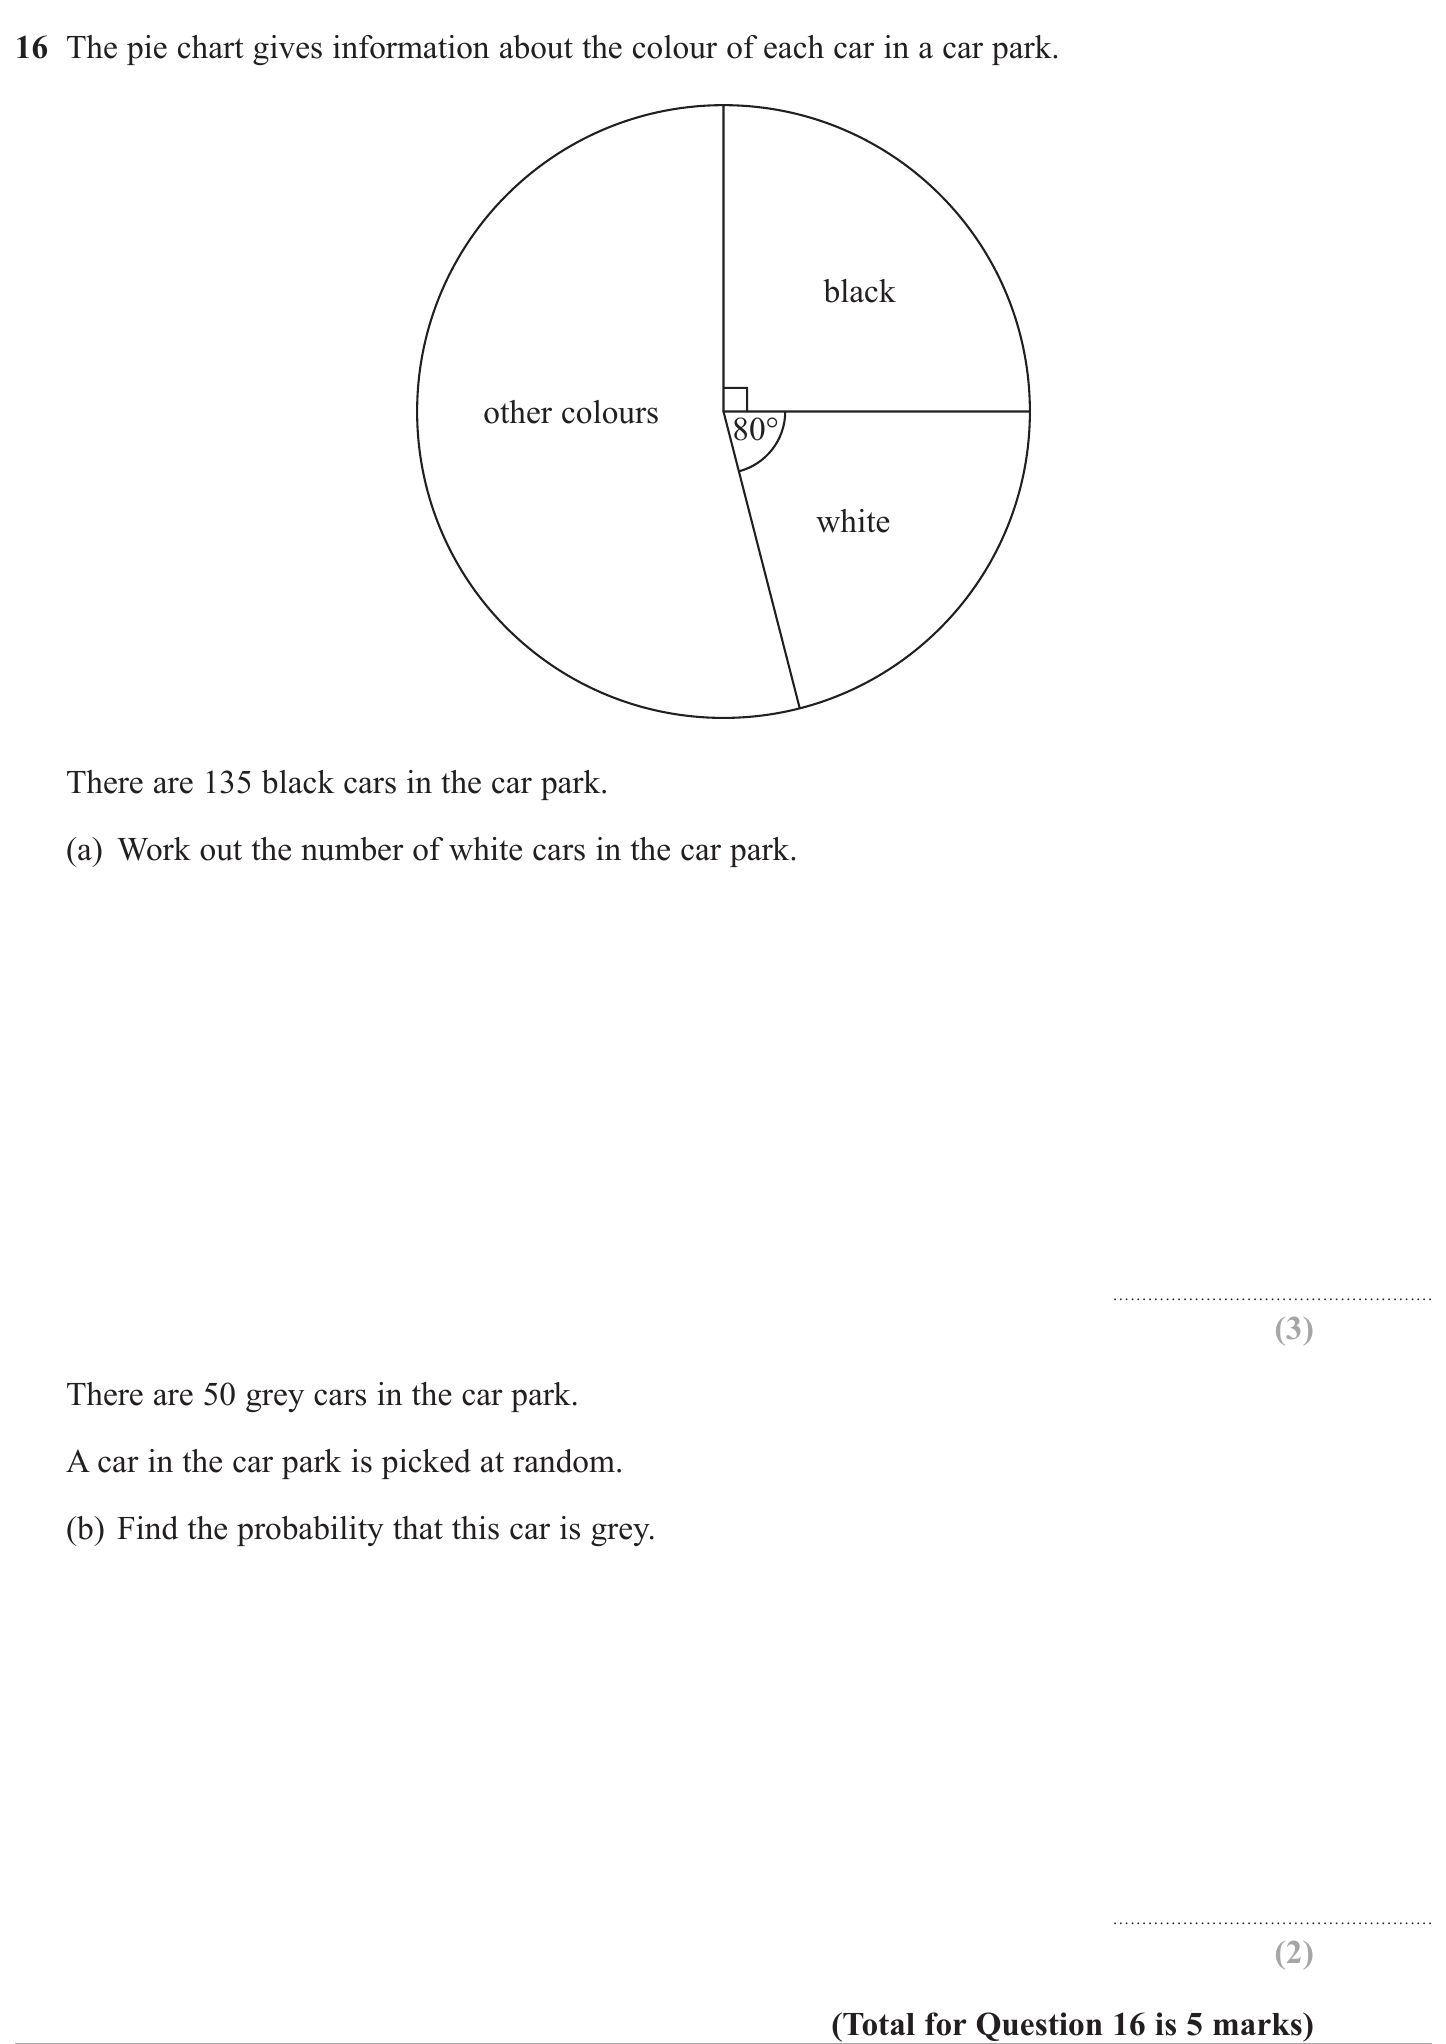 16 The pie chart gives information about the colour of each car in a car park.
black
other colours
80°
white
There are 135 black cars in the car park.
(a) Work out the number of white cars in the car park.
(3)
There are 50 grey cars in the car park.
A car in the car park is picked at random.
(b) Find the probability that this car is grey.
(2)
(Total for Question 16 is 5 marks)